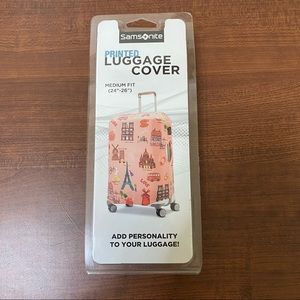 Samsonite
PRINTED
LUGGAGE
COVER
MEDIUM FIT
(24"-26")
ADD PERSONALITY
TO YOUR LUGGAGE!